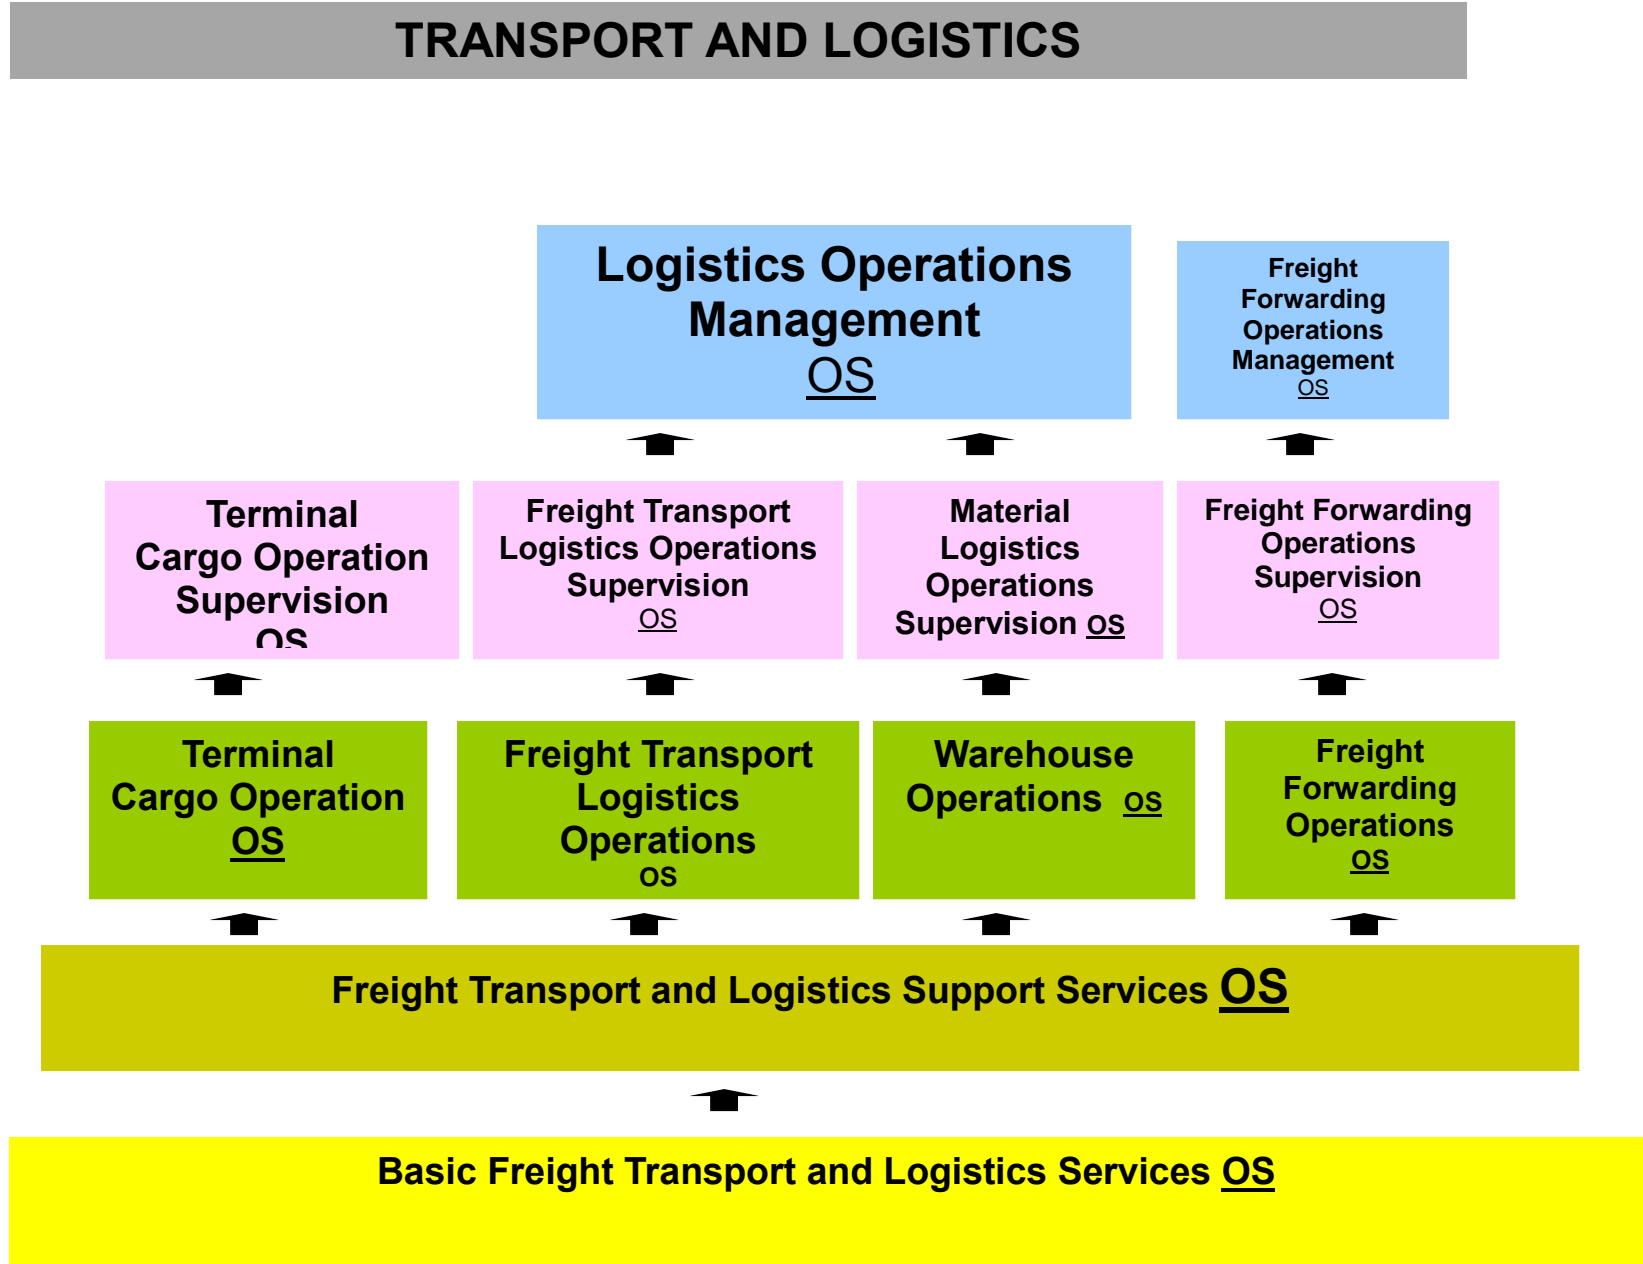 TRANSPORT AND LOGISTICS
Logistics Operations
Management
OS
Freight
Forwarding
Operations
Management
OS
Terminal
Cargo Operation
Supervision
OS
Freight Transport
Logistics Operations
Supervision
OS
Material
Logistics
Operations
Supervision OS
Freight Forwarding
Operations
Supervision
OS
Terminal
Cargo Operation
OS
Freight Transport
Logistics
Operations
OS
Warehouse
Operations OS
Freight
Forwarding
Operations
OS
Freight Transport and Logistics Support Services OS
Basic Freight Transport and Logistics Services OS